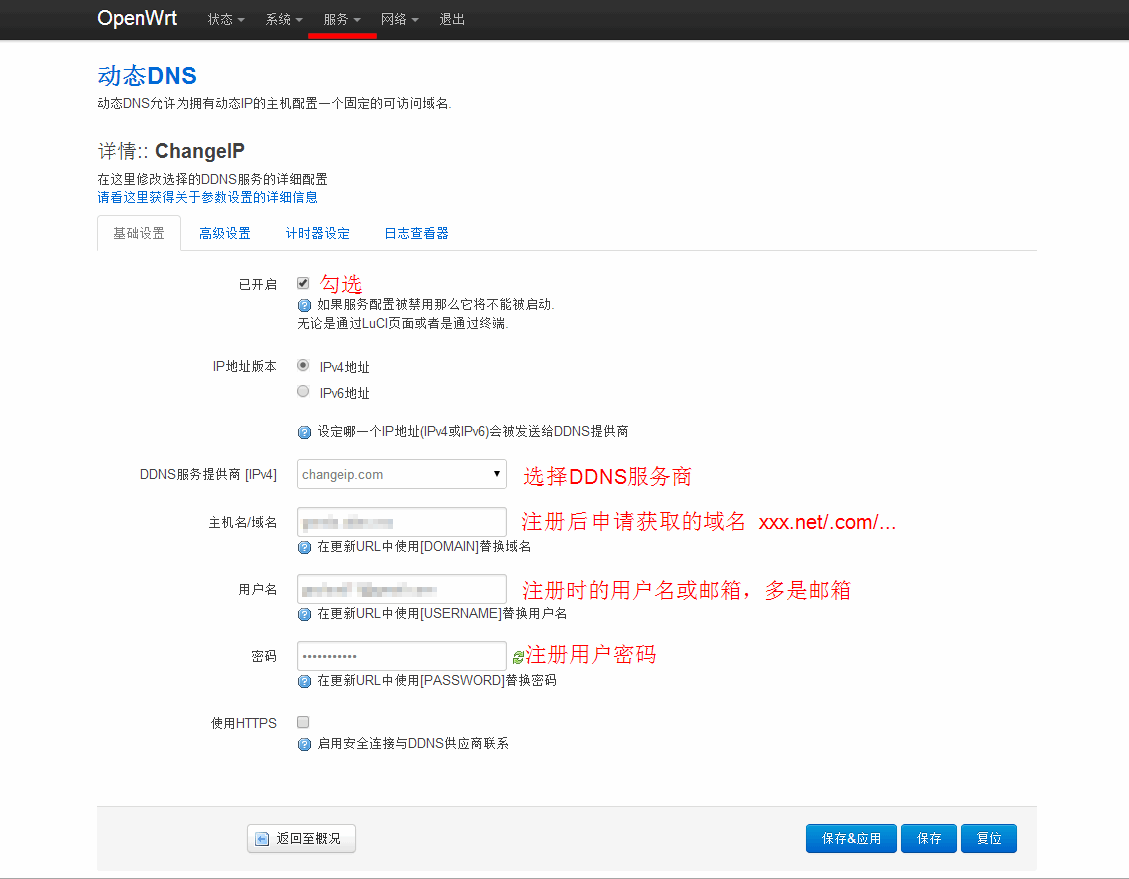 OpenWrt 状态 系统 服务 网络 退出
动态DNS
动态DNS允许为拥有动态IP的主机配置一个固定的可访问域名.
详情:: ChangeIP
在这里修改选择的DDNS服务的详细配置
请看这里获得关于参数设置的详细信息
基础设置 高级设置 计时器设定 日志查看器
已开启 勾选
如果服务配置被禁用那么它将不能被启动.
无论是通过LuCI页面或者是通过终端.
IP地址版本 IPv4地址
IPv6地址
设定哪一个IP地址(IPv4或IPv6)会被发送给DDNS提供商
DDNS服务提供商 [IPv4] changeip.com 选择DDNS服务商
主机名/域名 注册后申请获取的域名 xxx.net/.com/...
在更新URL中使用[DOMAIN]替换域名
用户名 注册时的用户名或邮箱，多是邮箱
在更新URL中使用[USERNAME]替换用户名
密码 ••••••••••• 注册用户密码
在更新URL中使用[PASSWORD]替换密码
使用HTTPS
启用安全连接与DDNS供应商联系
返回至概况 保存&应用 保存 复位